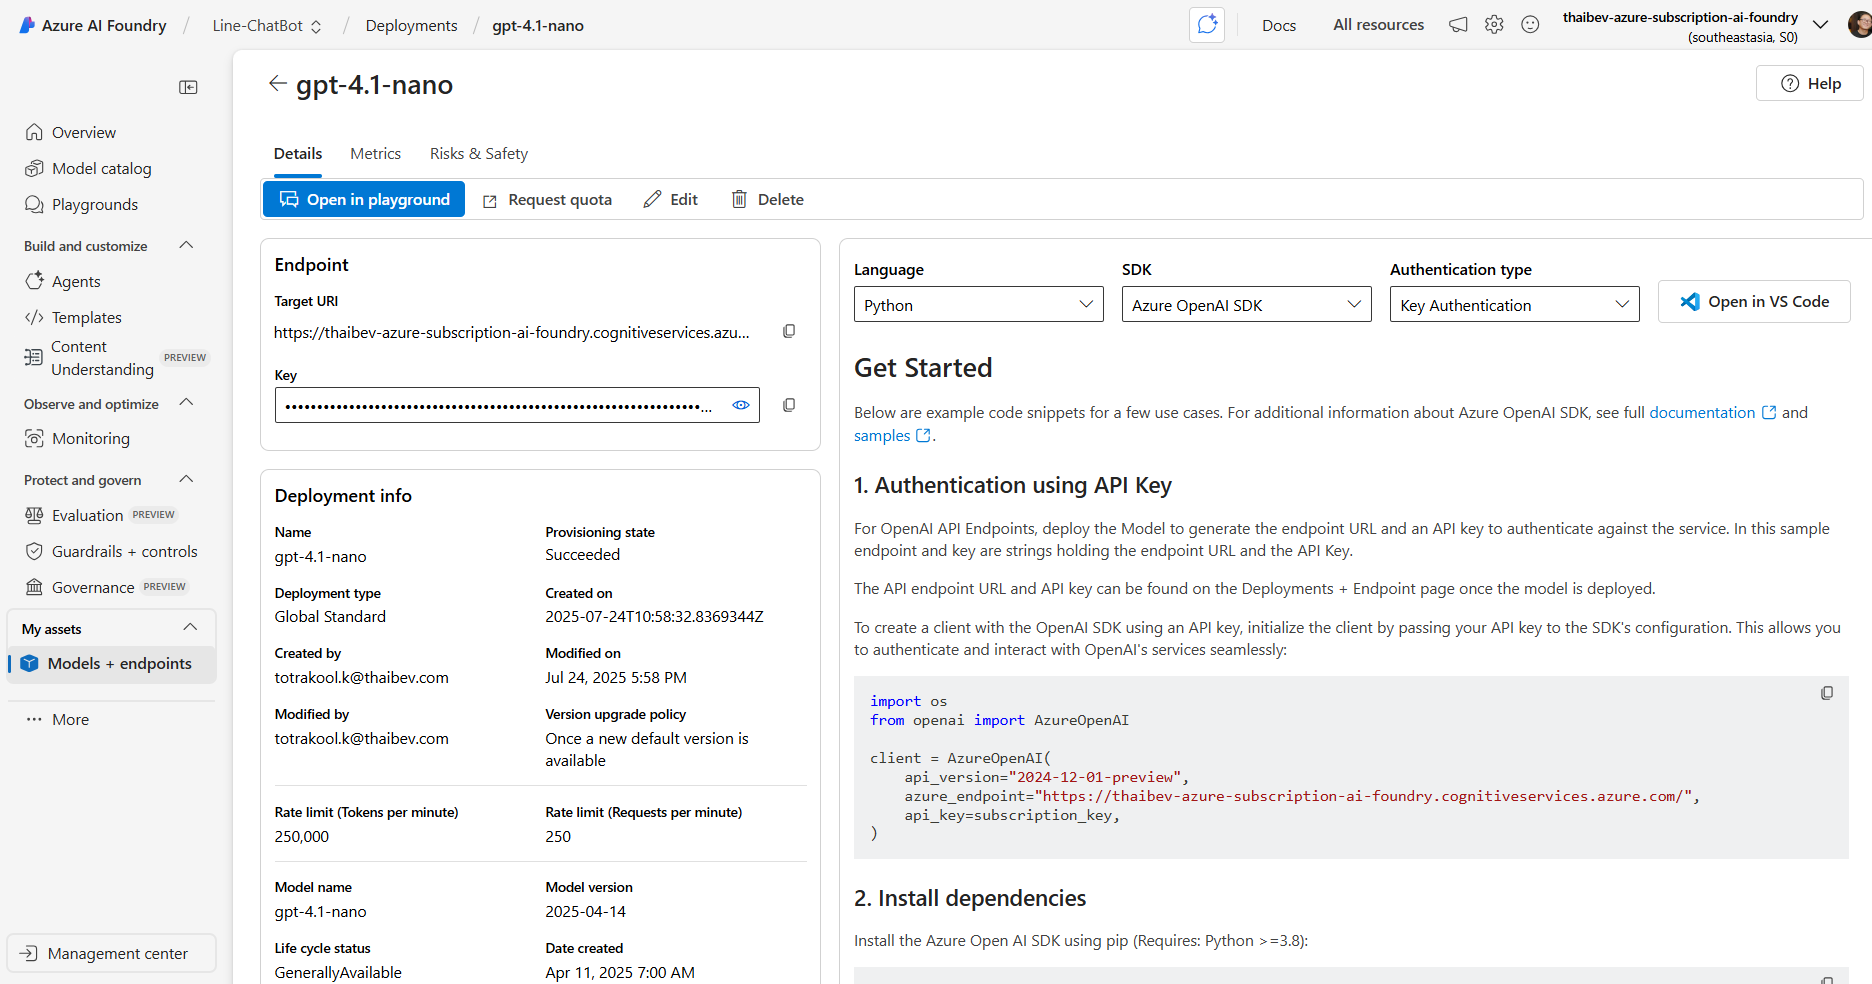 Azure AI Foundry / Line-ChatBot / Deployments / gpt-4.1-nano
Docs
All resources
thaibev-azure-subscription-ai-foundry
(southeastasia, S0)
Overview
Model catalog
Playgrounds
Build and customize
Agents
Templates
Content
Understanding PREVIEW
Observe and optimize
Monitoring
Protect and govern
Evaluation PREVIEW
Guardrails + controls
Governance PREVIEW
My assets
Models + endpoints
More
Management center
gpt-4.1-nano
Help
Details Metrics Risks & Safety
Open in playground Request quota Edit Delete
Endpoint
Target URI
https://thaibev-azure-subscription-ai-foundry.cognitiveservices.azu...
Key
••••••••••••••••••••••••••••••••••••••••••••••••••••••••••••••••...
Deployment info
Name
gpt-4.1-nano
Provisioning state
Succeeded
Deployment type
Global Standard
Created on
2025-07-24T10:58:32.8369344Z
Created by
totrakool.k@thaibev.com
Modified on
Jul 24, 2025 5:58 PM
Modified by
totrakool.k@thaibev.com
Version upgrade policy
Once a new default version is
available
Rate limit (Tokens per minute)
250,000
Rate limit (Requests per minute)
250
Model name
gpt-4.1-nano
Model version
2025-04-14
Life cycle status
GenerallyAvailable
Date created
Apr 11, 2025 7:00 AM
Language
Python
SDK
Azure OpenAI SDK
Authentication type
Key Authentication
Open in VS Code
Get Started
Below are example code snippets for a few use cases. For additional information about Azure OpenAI SDK, see full documentation and
samples .
1. Authentication using API Key
For OpenAI API Endpoints, deploy the Model to generate the endpoint URL and an API key to authenticate against the service. In this sample
endpoint and key are strings holding the endpoint URL and the API Key.
The API endpoint URL and API key can be found on the Deployments + Endpoint page once the model is deployed.
To create a client with the OpenAI SDK using an API key, initialize the client by passing your API key to the SDK's configuration. This allows you
to authenticate and interact with OpenAI's services seamlessly:
import os
from openai import AzureOpenAI
client = AzureOpenAI(
    api_version="2024-12-01-preview",
    azure_endpoint="https://thaibev-azure-subscription-ai-foundry.cognitiveservices.azure.com/",
    api_key=subscription_key,
)
2. Install dependencies
Install the Azure Open AI SDK using pip (Requires: Python >=3.8):